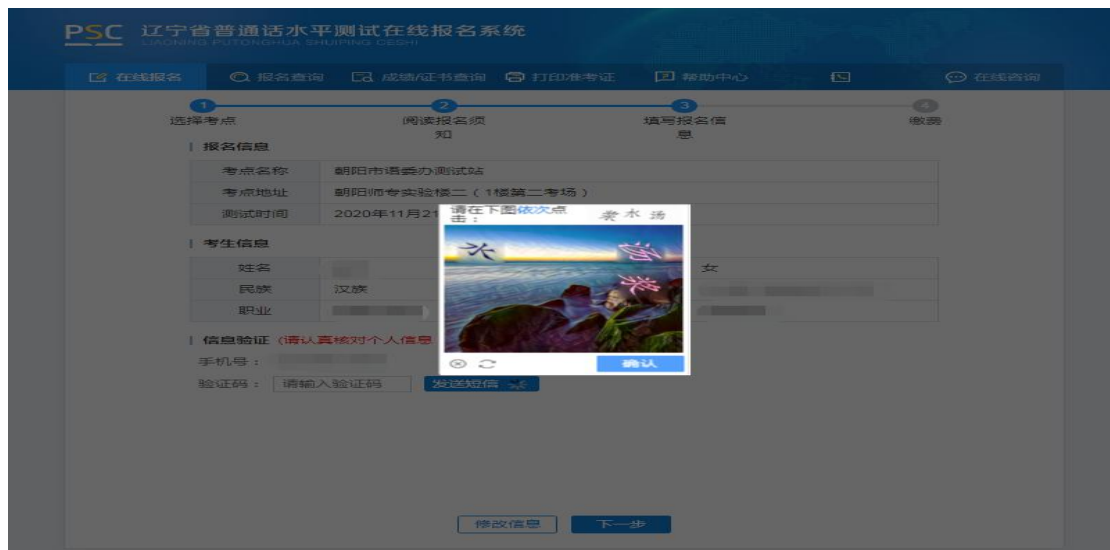 PSC 辽宁省普通话水平测试在线报名系统
LIAONING PUTONGHUA SHUIPING CESHI
在线报名 报名查询 成绩/证书查询 打印准考证 帮助中心 在线咨询
1 2 3 4
选择考点 阅读报名须知 填写报名信息 缴费
报名信息
考点名称 朝阳市语委办测试站
考点地址 朝阳师专实验楼二(1楼第二考场)
测试时间 2020年11月21
请在下图依次点击:
水
考生信息
姓名 女
民族 汉族
职业
信息验证 (请认真核对个人信息
手机号:
验证码: 请输入验证码 发送短信
确认
修改信息 下一步